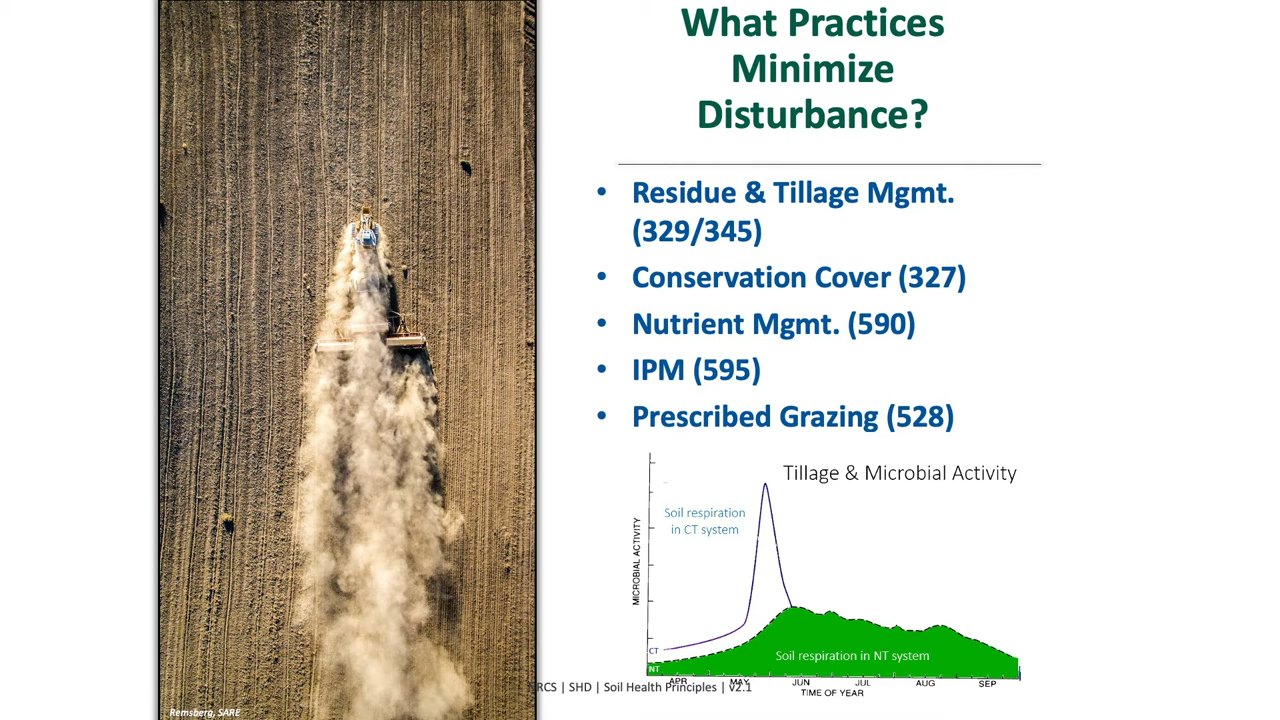 What Practices
Minimize
Disturbance?
• Residue & Tillage Mgmt.
(329/345)
• Conservation Cover (327)
• Nutrient Mgmt. (590)
• IPM (595)
• Prescribed Grazing (528)
Tillage & Microbial Activity
Soil respiration
in CT system
MICROBIAL ACTIVITY
CT
NT
Soil respiration in NT system
APR MAY JUN JUL AUG SEP
TIME OF YEAR
RCS | SHD | Soil Health Principles | v2.1
Remsberg, SARE